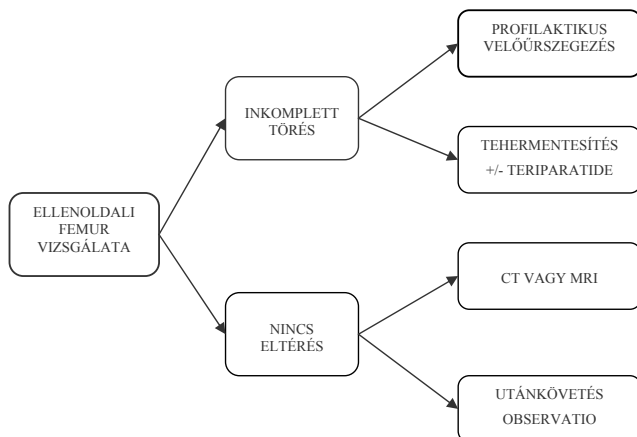 ELLENOLDALI
FEMUR
VIZSGÁLATA
INKOMPLETT
TÖRÉS
NINCS
ELTÉRÉS
PROFILAKTIKUS
VELŐŰRSZEGEZÉS
TEHERMENTESÍTÉS
+/- TERIPARATIDE
CT VAGY MRI
UTÁNKÖVETÉS
OBSERVATIO